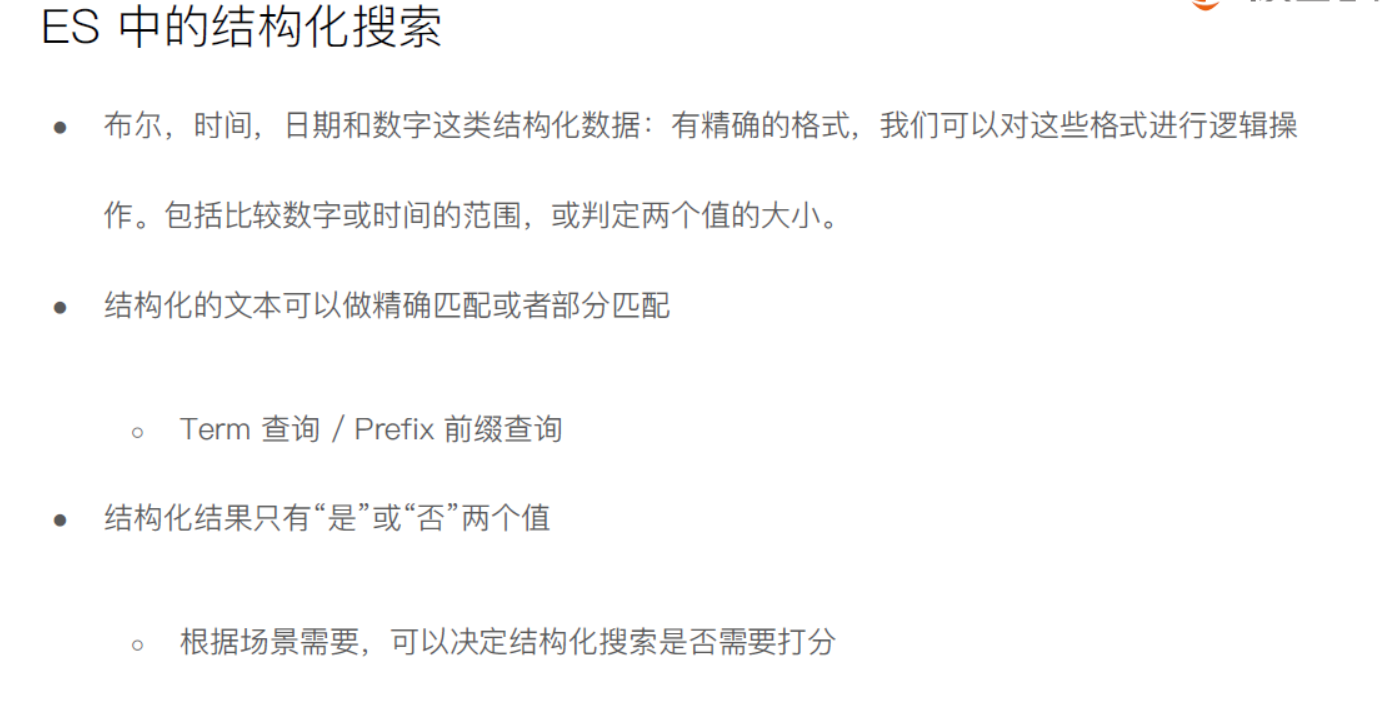 ES 中的结构化搜索
● 布尔，时间，日期和数字这类结构化数据：有精确的格式，我们可以对这些格式进行逻辑操
作。包括比较数字或时间的范围，或判定两个值的大小。
● 结构化的文本可以做精确匹配或者部分匹配
○ Term 查询 / Prefix 前缀查询
● 结构化结果只有“是”或“否”两个值
○ 根据场景需要，可以决定结构化搜索是否需要打分